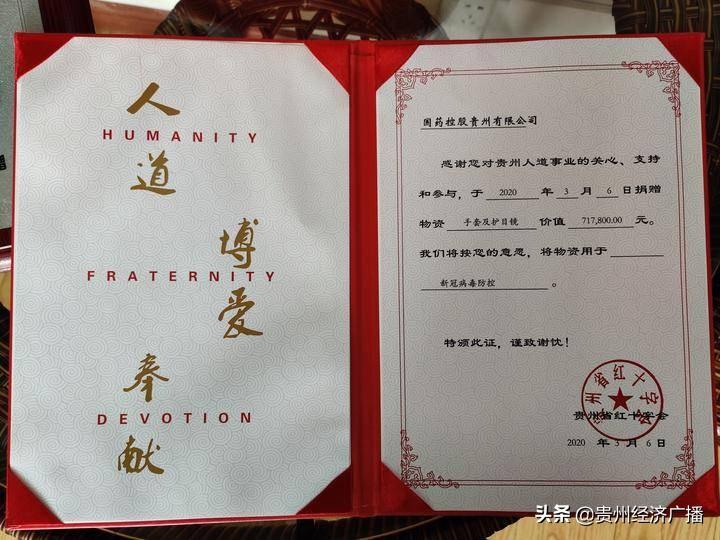 人
HUMANITY
道
博
FRATERNITY
爱
奉
DEVOTION
献
国药控股贵州有限公司
感谢您对贵州人道事业的关心、支持
和参与，于 2020 年 3 月 6 日捐赠
物资 手套及护目镜 价值 717,800.00 元。
我们将按您的意愿，将物资用于
新冠病毒防控 。
特颁此证，谨致谢忱！
贵州省红十字会
贵州省红十字会
2020 年 3 月 6 日
头条 @贵州经济广播